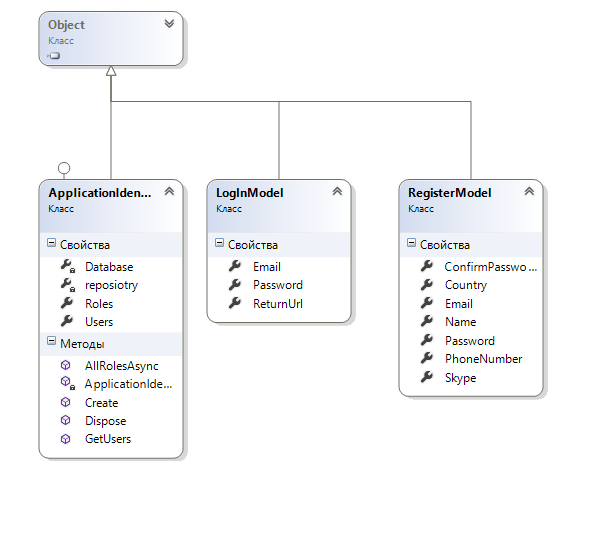 Object
Класс
ApplicationIden...
Класс
Свойства
Database
reposiotry
Roles
Users
Методы
AllRolesAsync
ApplicationIde...
Create
Dispose
GetUsers
LogInModel
Класс
Свойства
Email
Password
ReturnUrl
RegisterModel
Класс
Свойства
ConfirmPasswo...
Country
Email
Name
Password
PhoneNumber
Skype